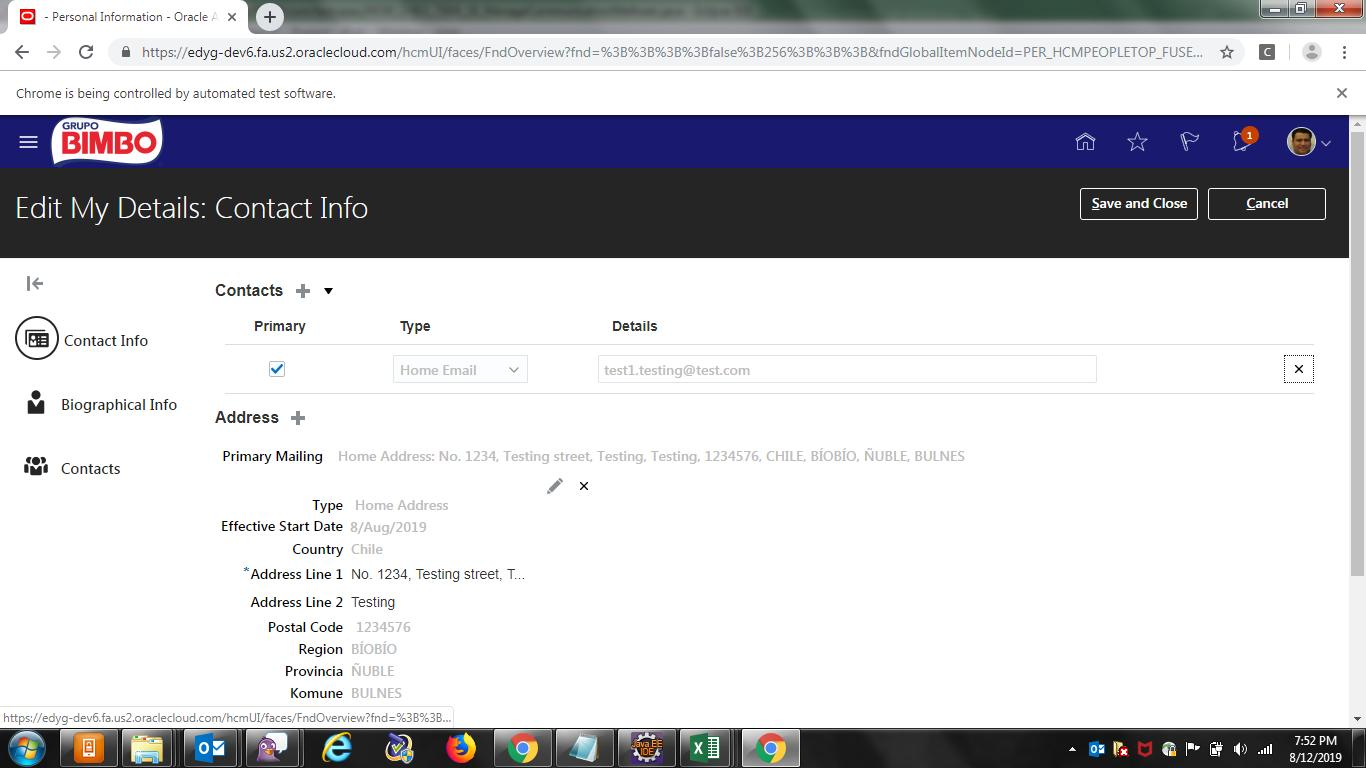 - Personal Information - Oracle A
https://edyg-dev6.fa.us2.oraclecloud.com/hcmUI/faces/FndOverview?fnd=%3B%3B%3B%3Bfalse%3B256%3B%3B%3B&fndGlobalItemNodeId=PER_HCMPEOPLETOP_FUSE...
C
Chrome is being controlled by automated test software.
GRUPO
BIMBO
1
Edit My Details: Contact Info
Save and Close
Cancel
Contacts
Primary Type Details
Contact Info
Home Email
test1.testing@test.com
Biographical Info
Address
Primary Mailing Home Address: No. 1234, Testing street, Testing, Testing, 1234576, CHILE, BÍOBÍO, ÑUBLE, BULNES
Contacts
Type Home Address
Effective Start Date 8/Aug/2019
Country Chile
*Address Line 1 No. 1234, Testing street, T...
Address Line 2 Testing
Postal Code 1234576
Region BÍOBÍO
Provincia ÑUBLE
Komune BULNES
https://edyg-dev6.fa.us2.oraclecloud.com/hcmUI/faces/FndOverview?fnd=%3B%3B...
Java EE
IDE
7:52 PM
8/12/2019